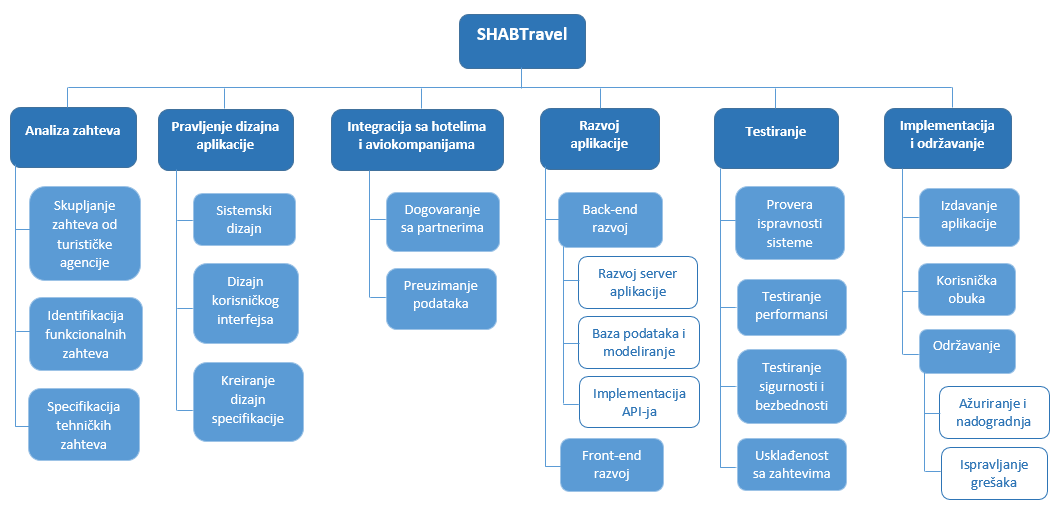 SHABTravel
Analiza zahteva
Skupljanje
zahteva od
turističke
agencije
Identifikacija
funkcionalnih
zahteva
Specifikacija
tehničkih
zahteva
Pravljenje dizajna
aplikacije
Sistemski
dizajn
Dizajn
korisničkog
interfejsa
Kreiranje
dizajn
specifikacije
Integracija sa hotelima
i aviokompanijama
Dogovaranje
sa partnerima
Preuzimanje
podataka
Razvoj
aplikacije
Back-end
razvoj
Razvoj server
aplikacije
Baza podataka i
modeliranje
Implementacija
API-ja
Front-end
razvoj
Testiranje
Provera
ispravnosti
sisteme
Testiranje
performansi
Testiranje
sigurnosti i
bezbednosti
Usklađenost
sa zahtevima
Implementacija
i održavanje
Izdavanje
aplikacije
Korisnička
obuka
Održavanje
Ažuriranje i
nadogradnja
Ispravljanje
grešaka